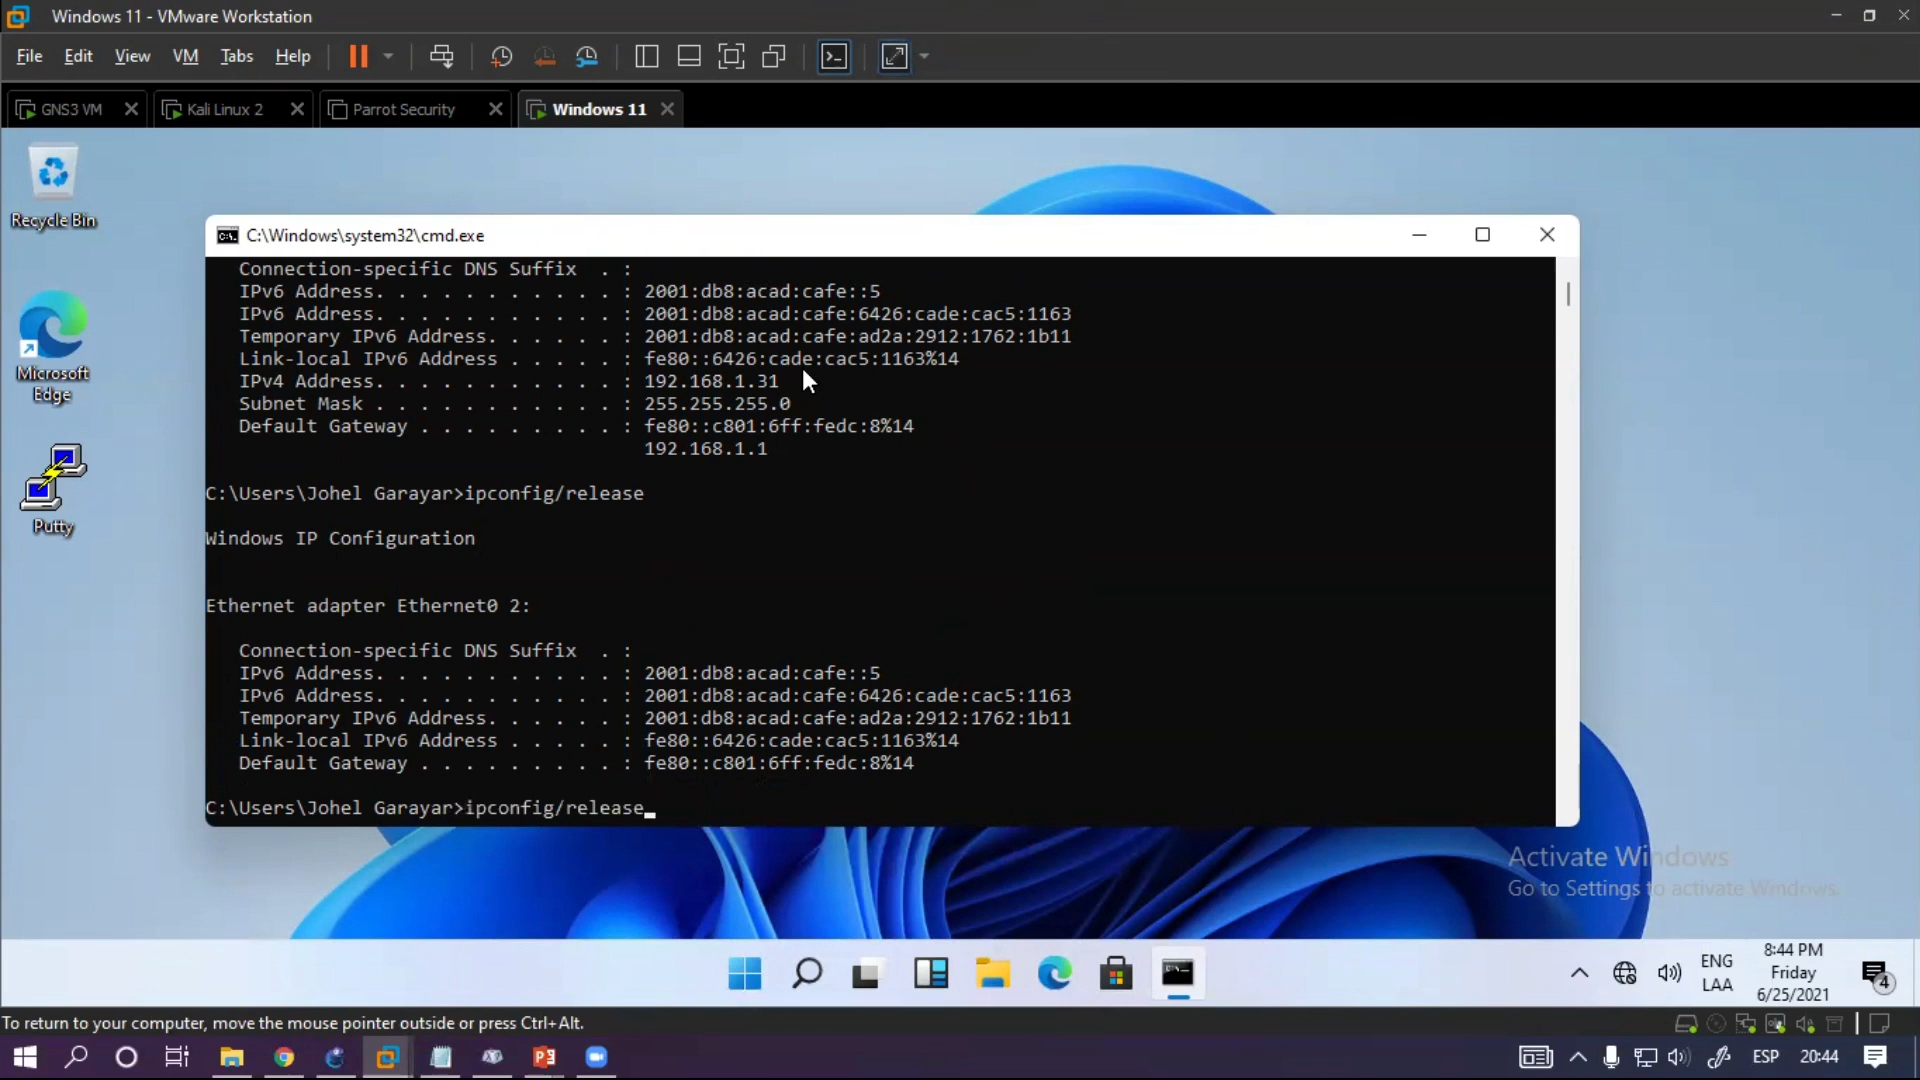 Windows 11 - VMware Workstation
File Edit View VM Tabs Help
GNS3 VM Kali Linux 2 Parrot Security Windows 11
Recycle Bin
Microsoft
Edge
Putty
C:\Windows\system32\cmd.exe
Connection-specific DNS Suffix . :
IPv6 Address. . . . . . . . . . . : 2001:db8:acad:cafe::5
IPv6 Address. . . . . . . . . . . : 2001:db8:acad:cafe:6426:cade:cac5:1163
Temporary IPv6 Address. . . . . . : 2001:db8:acad:cafe:ad2a:2912:1762:1b11
Link-local IPv6 Address . . . . . : fe80::6426:cade:cac5:1163%14
IPv4 Address. . . . . . . . . . . : 192.168.1.31
Subnet Mask . . . . . . . . . . . : 255.255.255.0
Default Gateway . . . . . . . . . : fe80::c801:6ff:fedc:8%14
192.168.1.1
C:\Users\Johel Garayar>ipconfig/release
Windows IP Configuration
Ethernet adapter Ethernet0 2:
Connection-specific DNS Suffix . :
IPv6 Address. . . . . . . . . . . : 2001:db8:acad:cafe::5
IPv6 Address. . . . . . . . . . . : 2001:db8:acad:cafe:6426:cade:cac5:1163
Temporary IPv6 Address. . . . . . : 2001:db8:acad:cafe:ad2a:2912:1762:1b11
Link-local IPv6 Address . . . . . : fe80::6426:cade:cac5:1163%14
Default Gateway . . . . . . . . . : fe80::c801:6ff:fedc:8%14
C:\Users\Johel Garayar>ipconfig/release_
Activate Windows
Go to Settings to activate Windows.
ENG
LAA
8:44 PM
Friday
6/25/2021
4
To return to your computer, move the mouse pointer outside or press Ctrl+Alt.
ESP 20:44